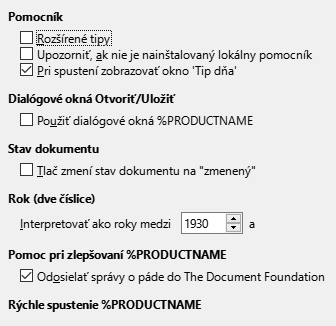 Pomocník
Rozšírené tipy
Upozorniť, ak nie je nainštalovaný lokálny pomocník
Pri spustení zobrazovať okno 'Tip dňa'
Dialógové okná Otvoriť/Uložiť
Použiť dialógové okná %PRODUCTNAME
Stav dokumentu
Tlač zmení stav dokumentu na "zmenený"
Rok (dve číslice)
Interpretovať ako roky medzi 1930 a
Pomoc pri zlepšovaní %PRODUCTNAME
Odosielať správy o páde do The Document Foundation
Rýchle spustenie %PRODUCTNAME